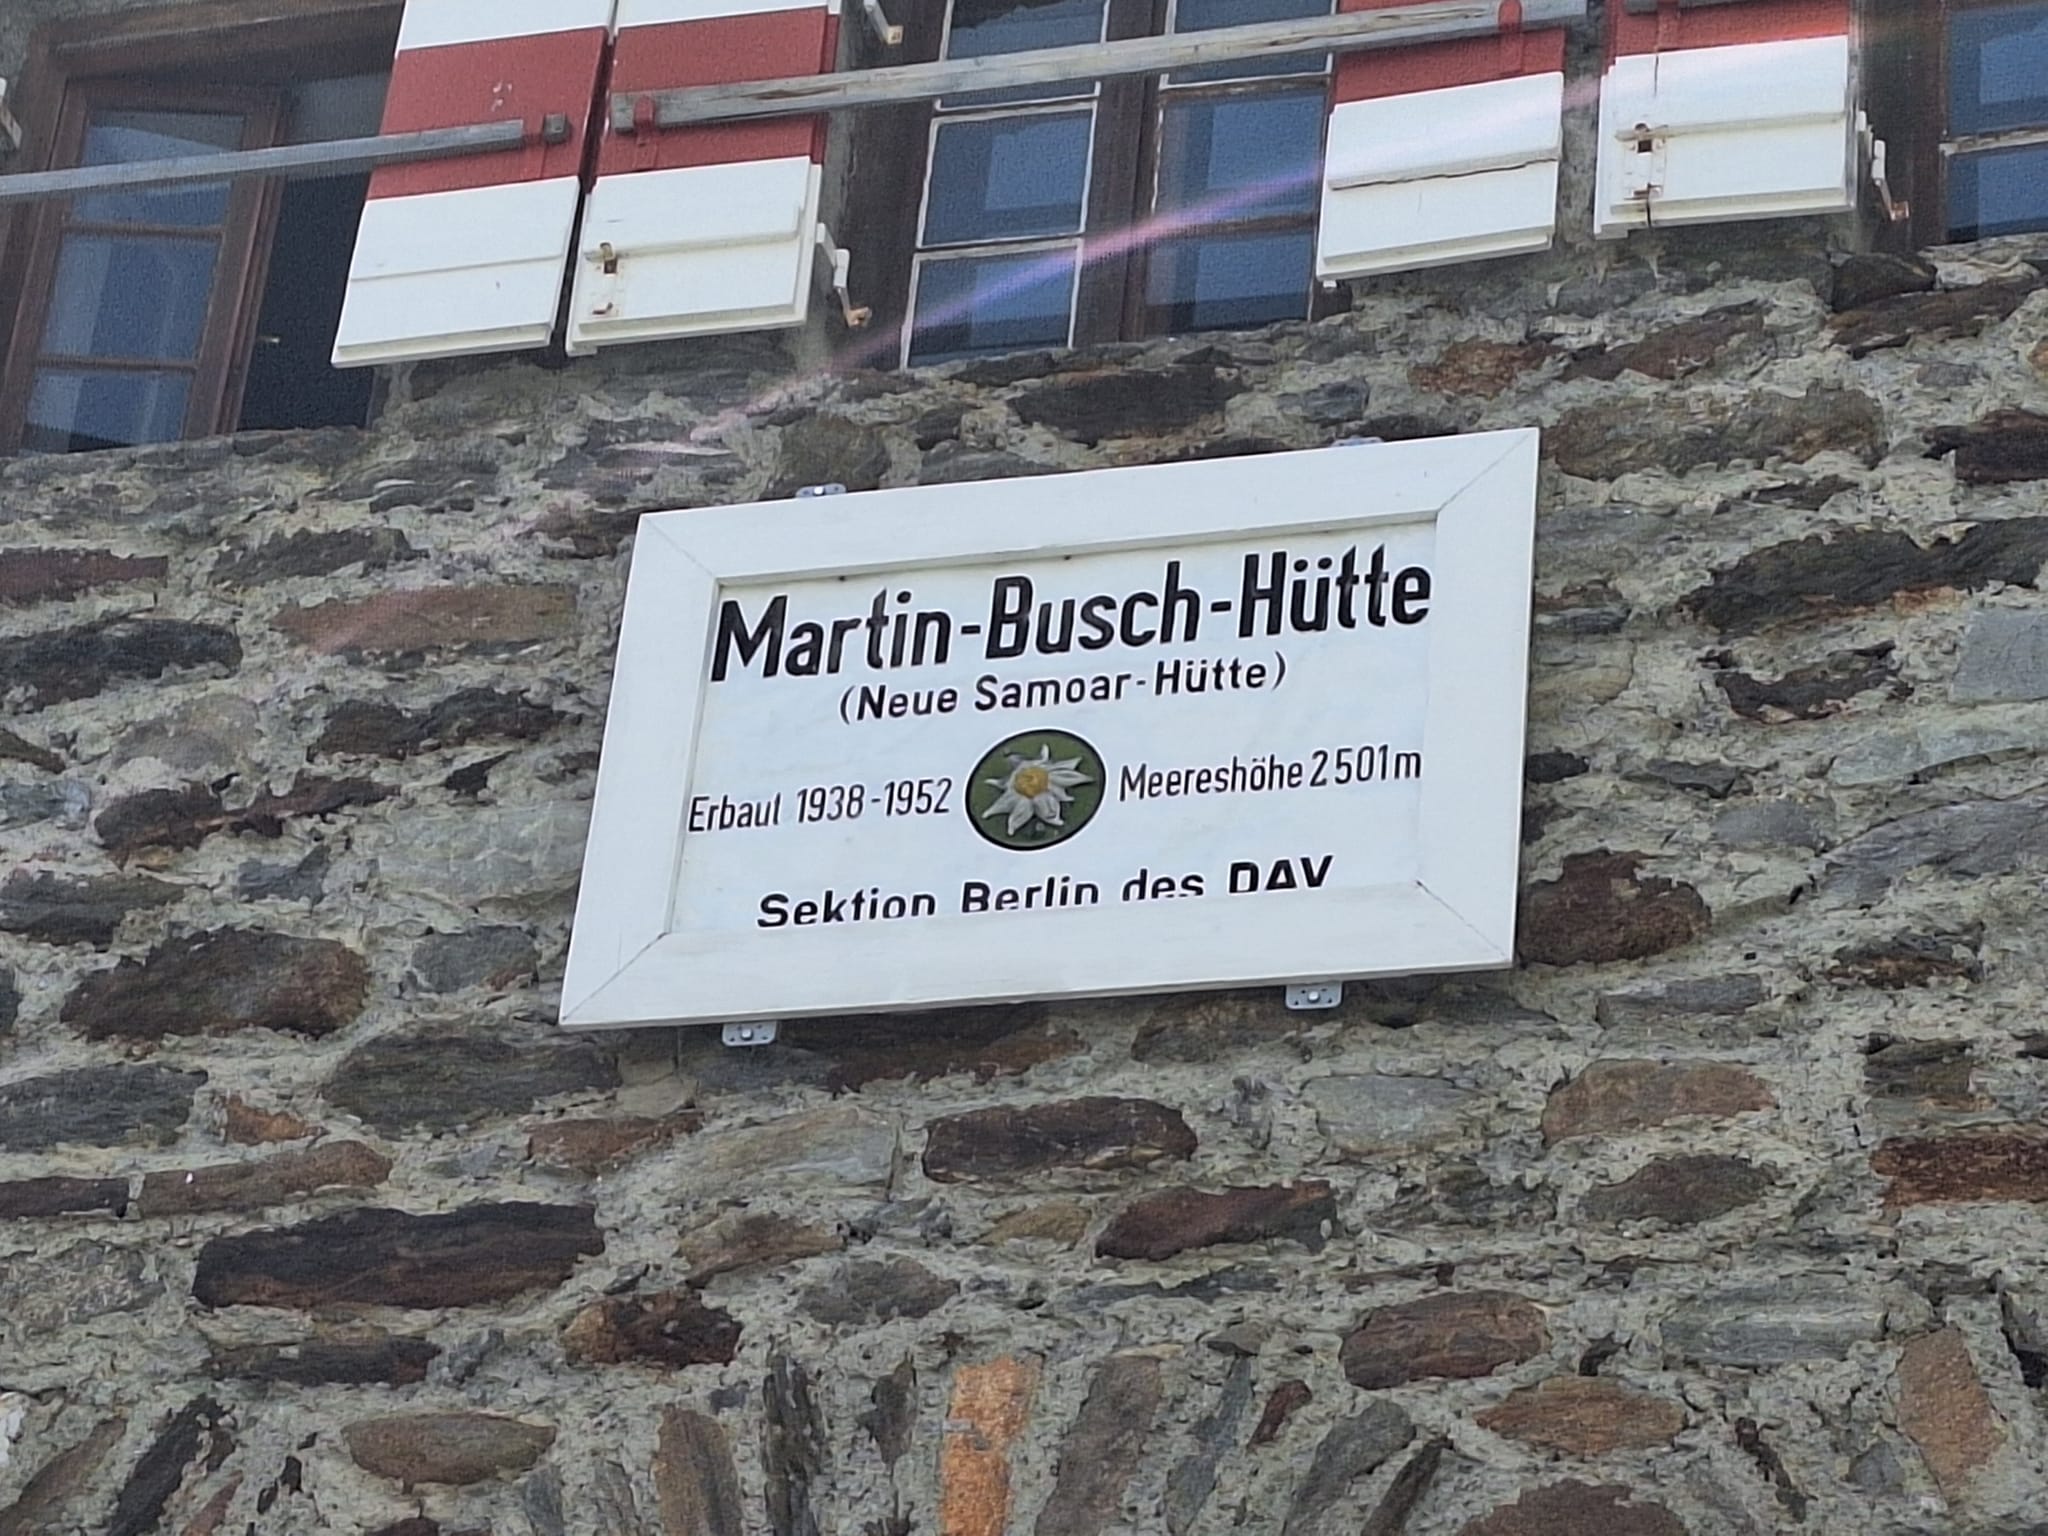 Martin-Busch-Hütte
(Neue Samoar-Hütte)
Erbaut 1938-1952 Meereshöhe 2501m
Sektion Berlin des DAV